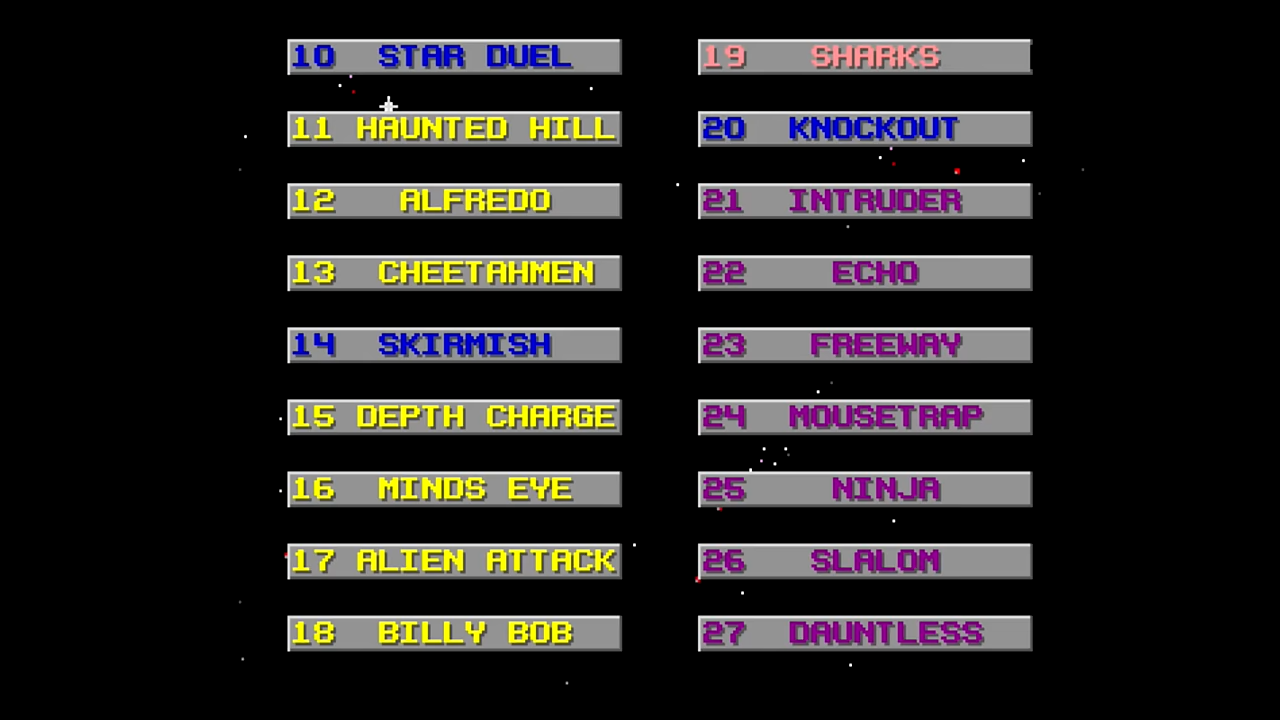 10 STAR DUEL
11 HAUNTED HILL
12 ALFREDO
13 CHEETAHMEN
14 SKIRMISH
15 DEPTH CHARGE
16 MINDS EYE
17 ALIEN ATTACK
18 BILLY BOB
19 SHARKS
20 KNOCKOUT
21 INTRUDER
22 ECHO
23 FREEWAY
24 MOUSETRAP
25 NINJA
26 SLALOM
27 DAUNTLESS